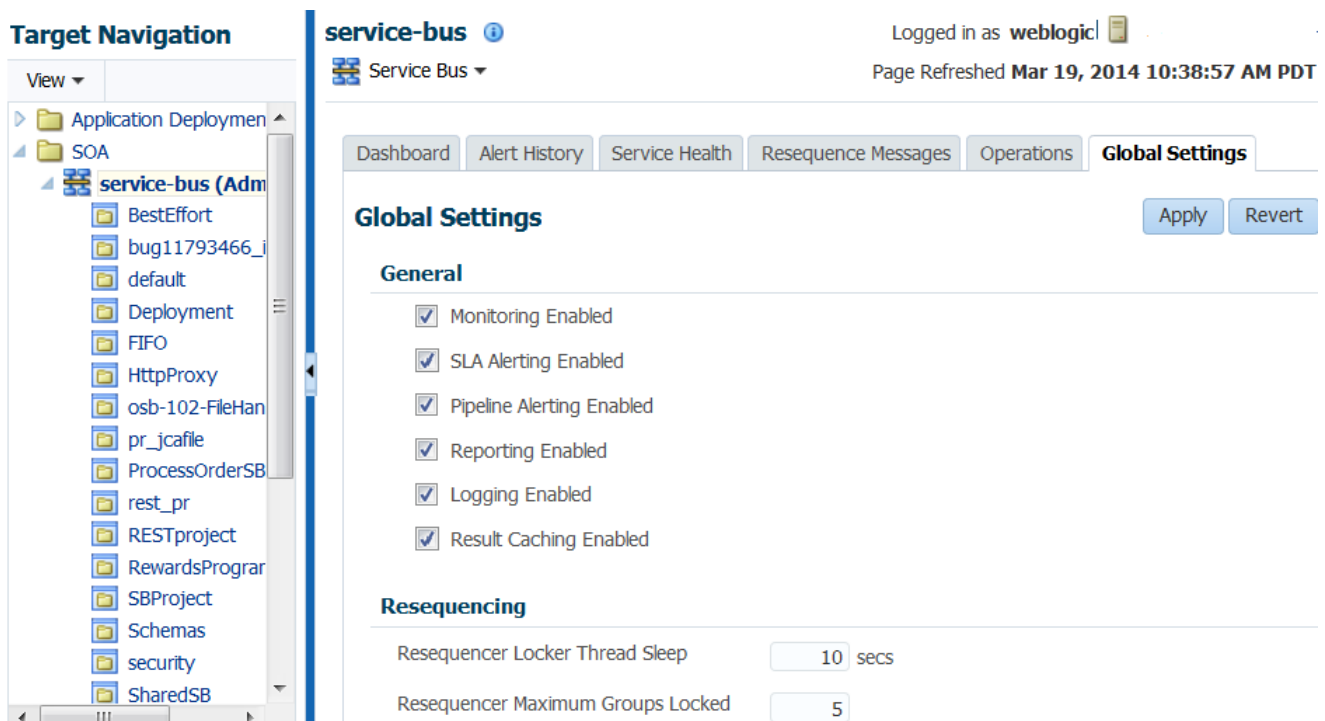 Target Navigation
View
Application Deploymen
SOA
service-bus (Adm
BestEffort
bug11793466_i
default
Deployment
FIFO
HttpProxy
osb-102-FileHan
pr_jcafile
ProcessOrderSB
rest_pr
RESTproject
RewardsPrograr
SBProject
Schemas
security
SharedSB
service-bus
Logged in as weblogic
Service Bus
Page Refreshed Mar 19, 2014 10:38:57 AM PDT
Dashboard Alert History Service Health Resequence Messages Operations Global Settings
Global Settings
Apply Revert
General
Monitoring Enabled
SLA Alerting Enabled
Pipeline Alerting Enabled
Reporting Enabled
Logging Enabled
Result Caching Enabled
Resequencing
Resequencer Locker Thread Sleep 10 secs
Resequencer Maximum Groups Locked 5